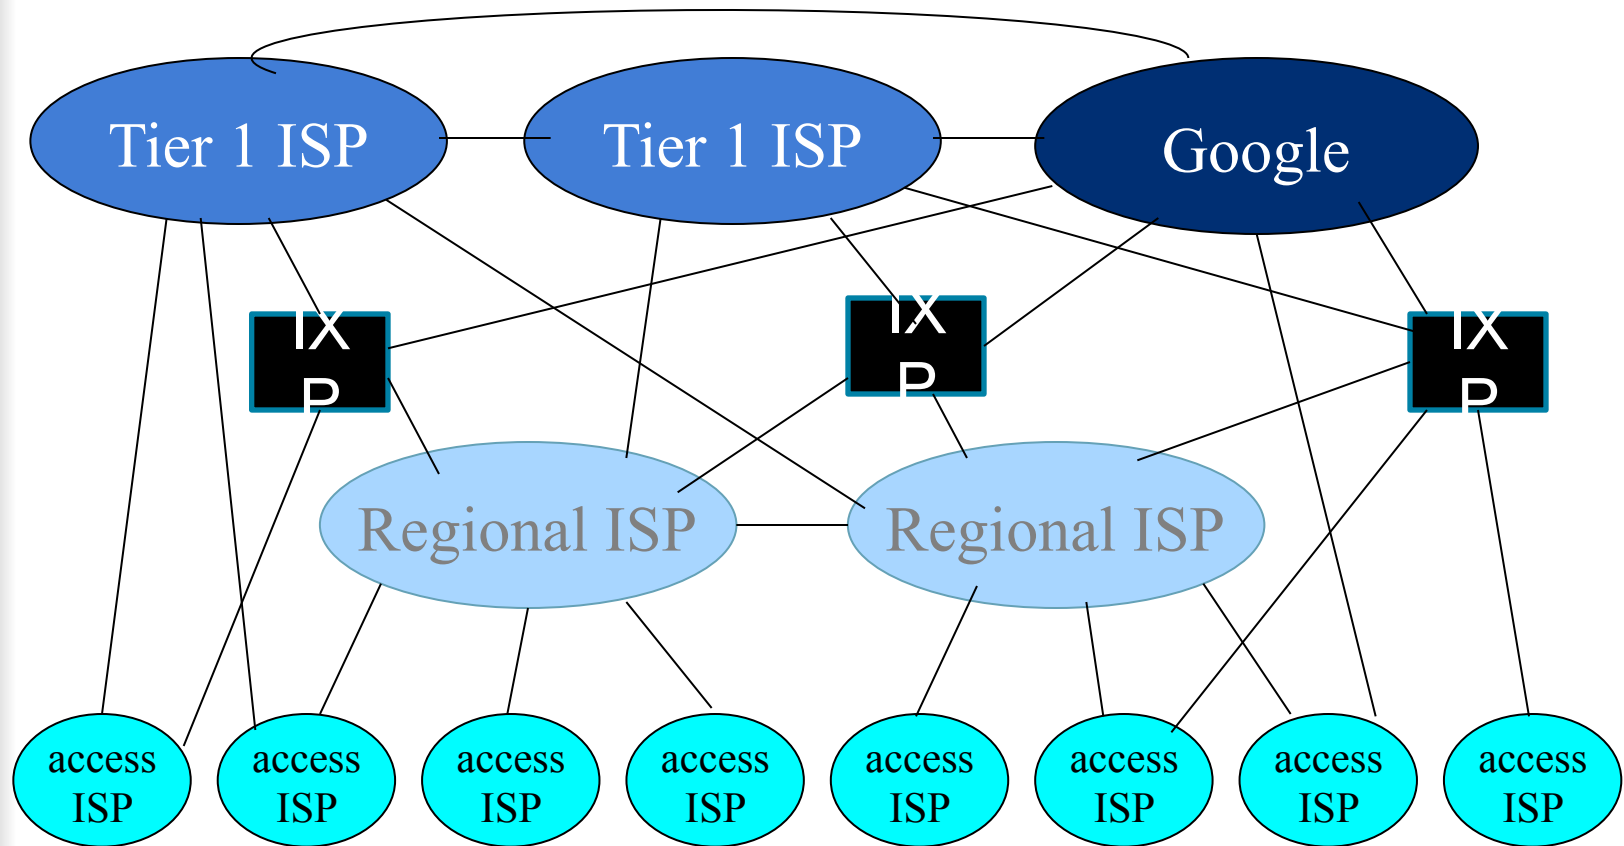 Tier 1 ISP
Tier 1 ISP
Google
IX
P
IX
P
IX
P
Regional ISP
Regional ISP
access
ISP
access
ISP
access
ISP
access
ISP
access
ISP
access
ISP
access
ISP
access
ISP